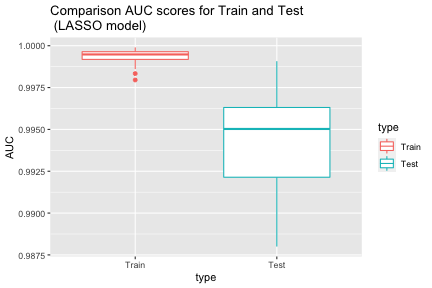 Comparison AUC scores for Train and Test
(LASSO model)
1.0000
0.9975
0.9950
0.9925
0.9900
0.9875
AUC
Train
Test
type
type
Train
Test